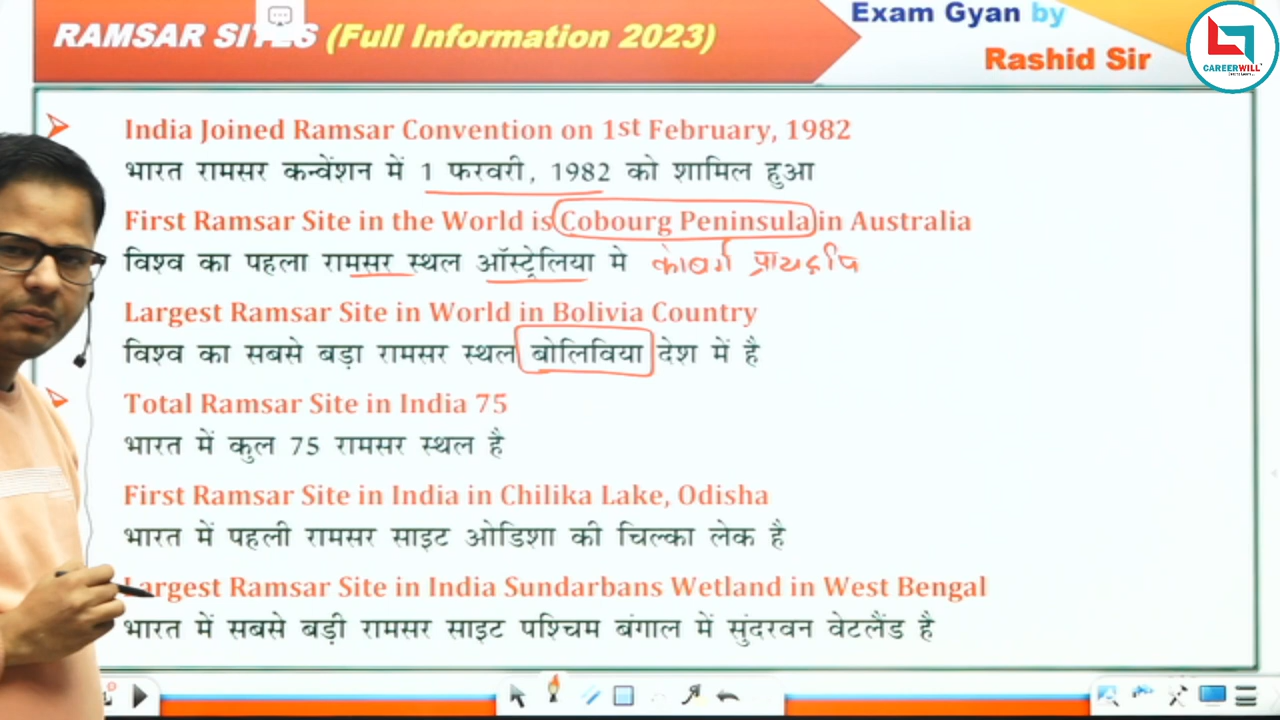 RAMSAR SITES (Full Information 2023)
Exam Gyan by
Rashid Sir
CAREERWILL
India Joined Ramsar Convention on 1st February, 1982
भारत रामसर कन्वेंशन में 1 फरवरी, 1982 को शामिल हुआ
First Ramsar Site in the World is Cobourg Peninsula in Australia
विश्व का पहला रामसर स्थल ऑस्ट्रेलिया मे कोबर्ग प्रायद्वीप
Largest Ramsar Site in World in Bolivia Country
विश्व का सबसे बड़ा रामसर स्थल बोलिविया देश में है
Total Ramsar Site in India 75
भारत में कुल 75 रामसर स्थल है
First Ramsar Site in India in Chilika Lake, Odisha
भारत में पहली रामसर साइट ओडिशा की चिल्का लेक है
Largest Ramsar Site in India Sundarbans Wetland in West Bengal
भारत में सबसे बड़ी रामसर साइट पश्चिम बंगाल में सुंदरवन वेटलैंड है